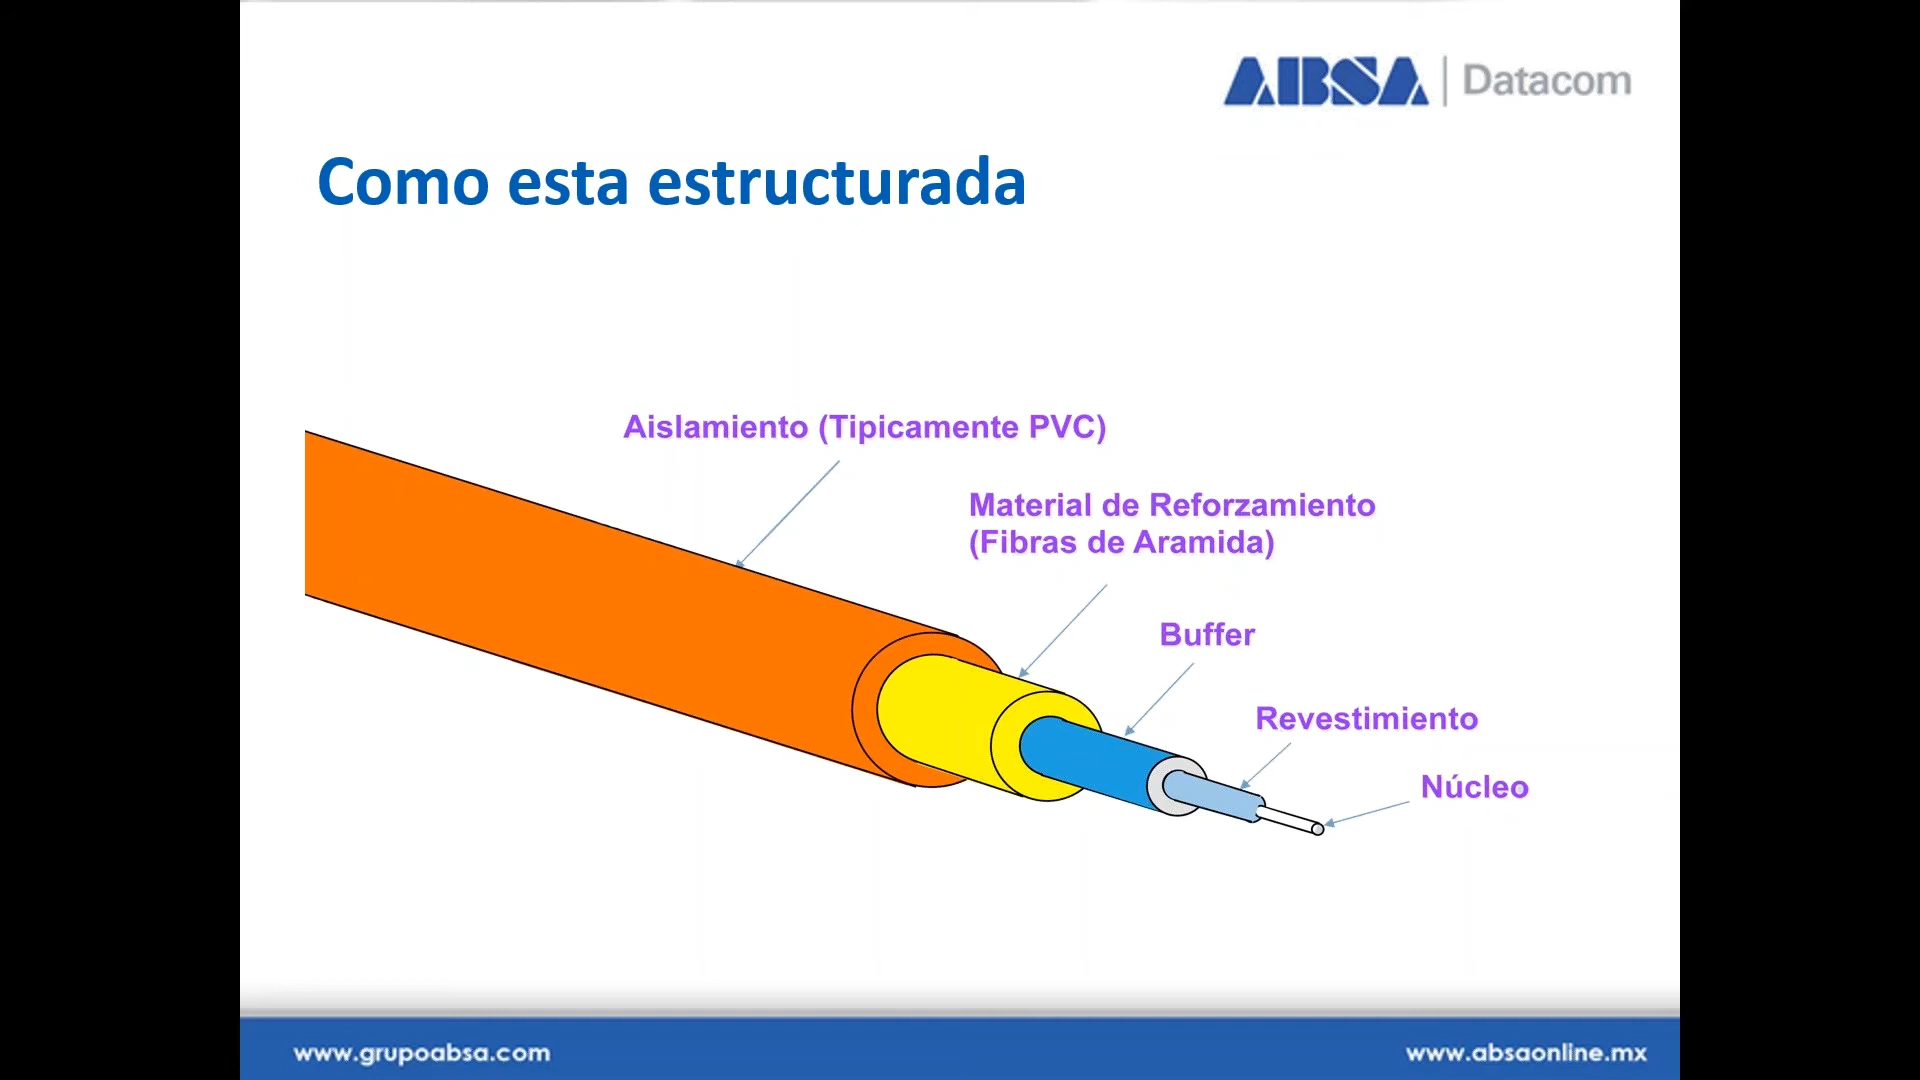 ABSA | Datacom
Como esta estructurada
Aislamiento (Tipicamente PVC)
Material de Reforzamiento
(Fibras de Aramida)
Buffer
Revestimiento
Núcleo
www.grupoabsa.com
www.absaonline.mx